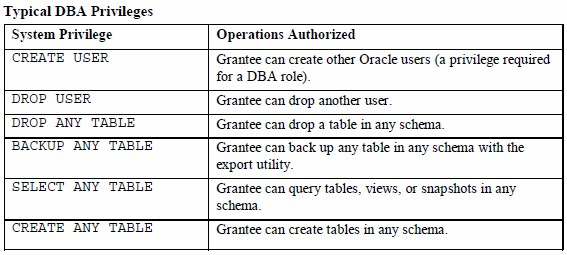 Typical DBA Privileges
System Privilege Operations Authorized
CREATE USER Grantee can create other Oracle users (a privilege required
for a DBA role).
DROP USER Grantee can drop another user.
DROP ANY TABLE Grantee can drop a table in any schema.
BACKUP ANY TABLE Grantee can back up any table in any schema with the
export utility.
SELECT ANY TABLE Grantee can query tables, views, or snapshots in any
schema.
CREATE ANY TABLE Grantee can create tables in any schema.